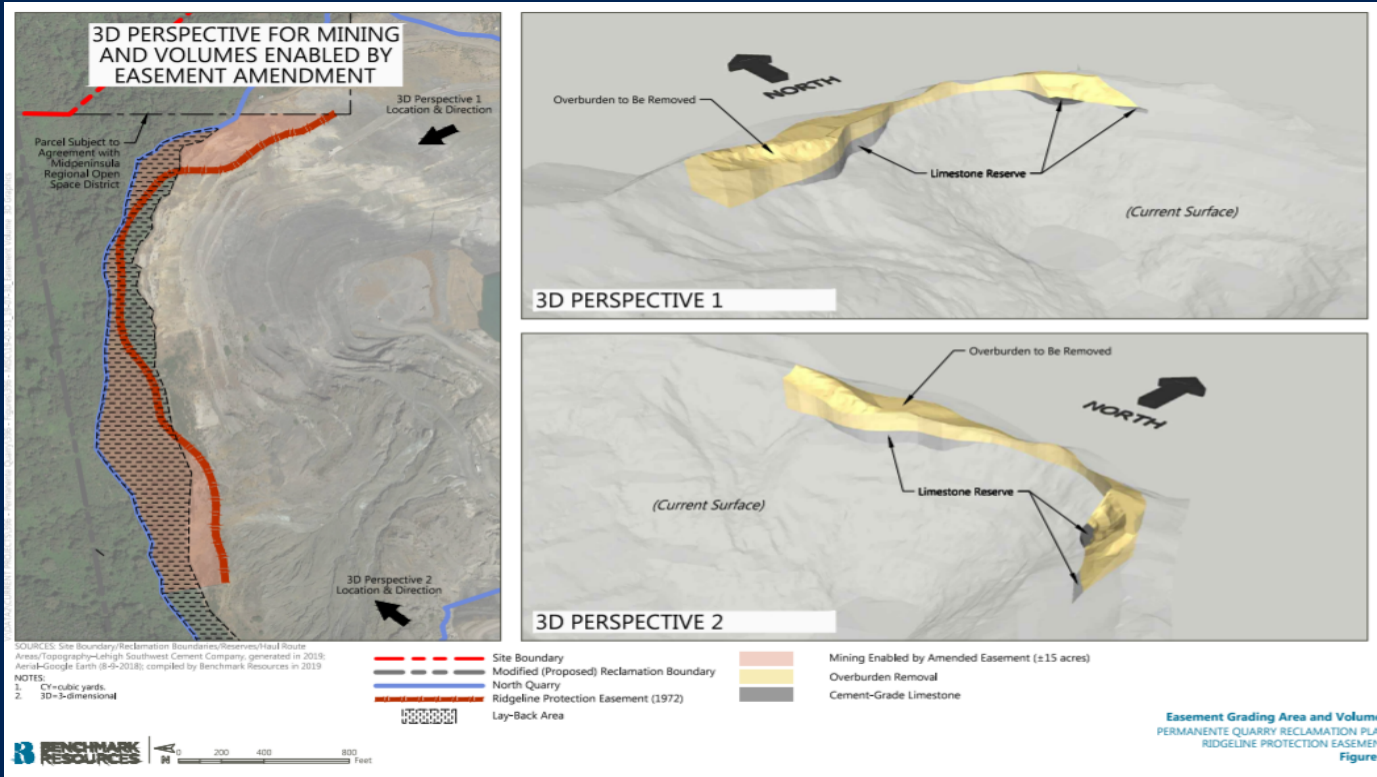 3D PERSPECTIVE FOR MINING
AND VOLUMES ENABLED BY
EASEMENT AMENDMENT
3D Perspective 1
Location & Direction
Parcel Subject to
Agreement with
Midpeninsula
Regional Open
Space District
3D Perspective 2
Location & Direction
NORTH
Overburden to Be Removed
Limestone Reserve
(Current Surface)
3D PERSPECTIVE 1
Overburden to Be Removed
NORTH
Limestone Reserve
(Current Surface)
3D PERSPECTIVE 2
SOURCES: Site Boundary/Reclamation Boundaries/Reserves/Haul Route
Areas/Topography—Lehigh Southwest Cement Company, generated in 2019;
Aerial—Google Earth (8-9-2018); compiled by Benchmark Resources in 2019
NOTES:
1. CY=cubic yards.
2. 3D=3-dimensional
Site Boundary
Modified (Proposed) Reclamation Boundary
North Quarry
Ridgeline Protection Easement (1972)
Lay-Back Area
Mining Enabled by Amended Easement (±15 acres)
Overburden Removal
Cement-Grade Limestone
BENCHMARK
RESOURCES
N
0 200 400 800
Feet
Easement Grading Area and Volume
PERMANENTE QUARRY RECLAMATION PLA
RIDGELINE PROTECTION EASEMEN
Figure